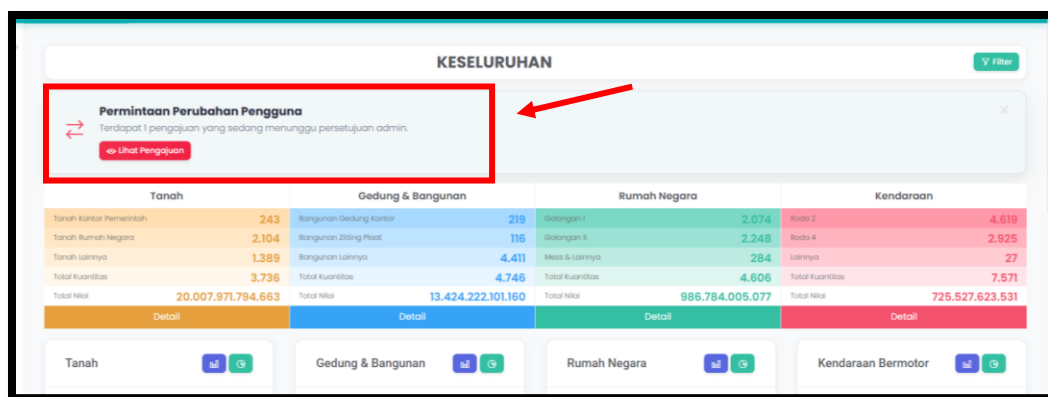 KESELURUHAN
Filter
Permintaan Perubahan Pengguna
Terdapat 1 pengajuan yang sedang menunggu persetujuan admin.
Lihat Pengajuan
Tanah
Tanah Kantor Pemerintah 243
Tanah Rumah Negara 2.104
Tanah Lainnya 1.389
Total Kuantitas 3.736
Total Nilai 20.007.971.794.663
Detail
Gedung & Bangunan
Bangunan Gedung Kantor 219
Bangunan Zitting Plaat 116
Bangunan Lainnya 4.411
Total Kuantitas 4.746
Total Nilai 13.424.222.101.160
Detail
Rumah Negara
Golongan I 2.074
Golongan II 2.248
Mess & Lainnya 284
Total Kuantitas 4.606
Total Nilai 986.784.005.077
Detail
Kendaraan
Roda 2 4.619
Roda 4 2.925
Lainnya 27
Total Kuantitas 7.571
Total Nilai 725.527.623.531
Detail
Tanah
Gedung & Bangunan
Rumah Negara
Kendaraan Bermotor